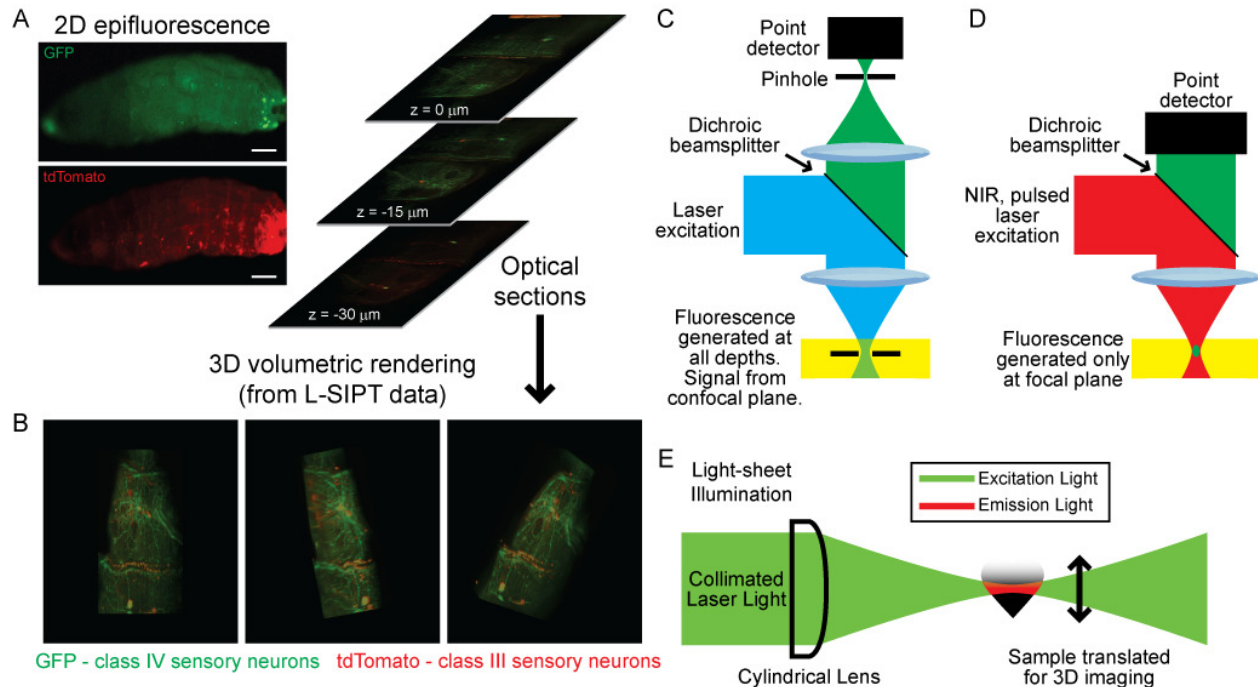 A
2D epifluorescence
GFP
tdTomato
z = 0 μm
z = -15 μm
z = -30 μm
Optical
sections
3D volumetric rendering
(from L-SIPT data)
B
GFP - class IV sensory neurons
tdTomato - class III sensory neurons
C
Point
detector
Pinhole
Dichroic
beamsplitter
Laser
excitation
Fluorescence
generated at
all depths.
Signal from
confocal plane.
D
Point
detector
Dichroic
beamsplitter
NIR, pulsed
laser
excitation
Fluorescence
generated only
at focal plane
E
Light-sheet
Illumination
Excitation Light
Emission Light
Collimated
Laser Light
Cylindrical Lens
Sample translated
for 3D imaging